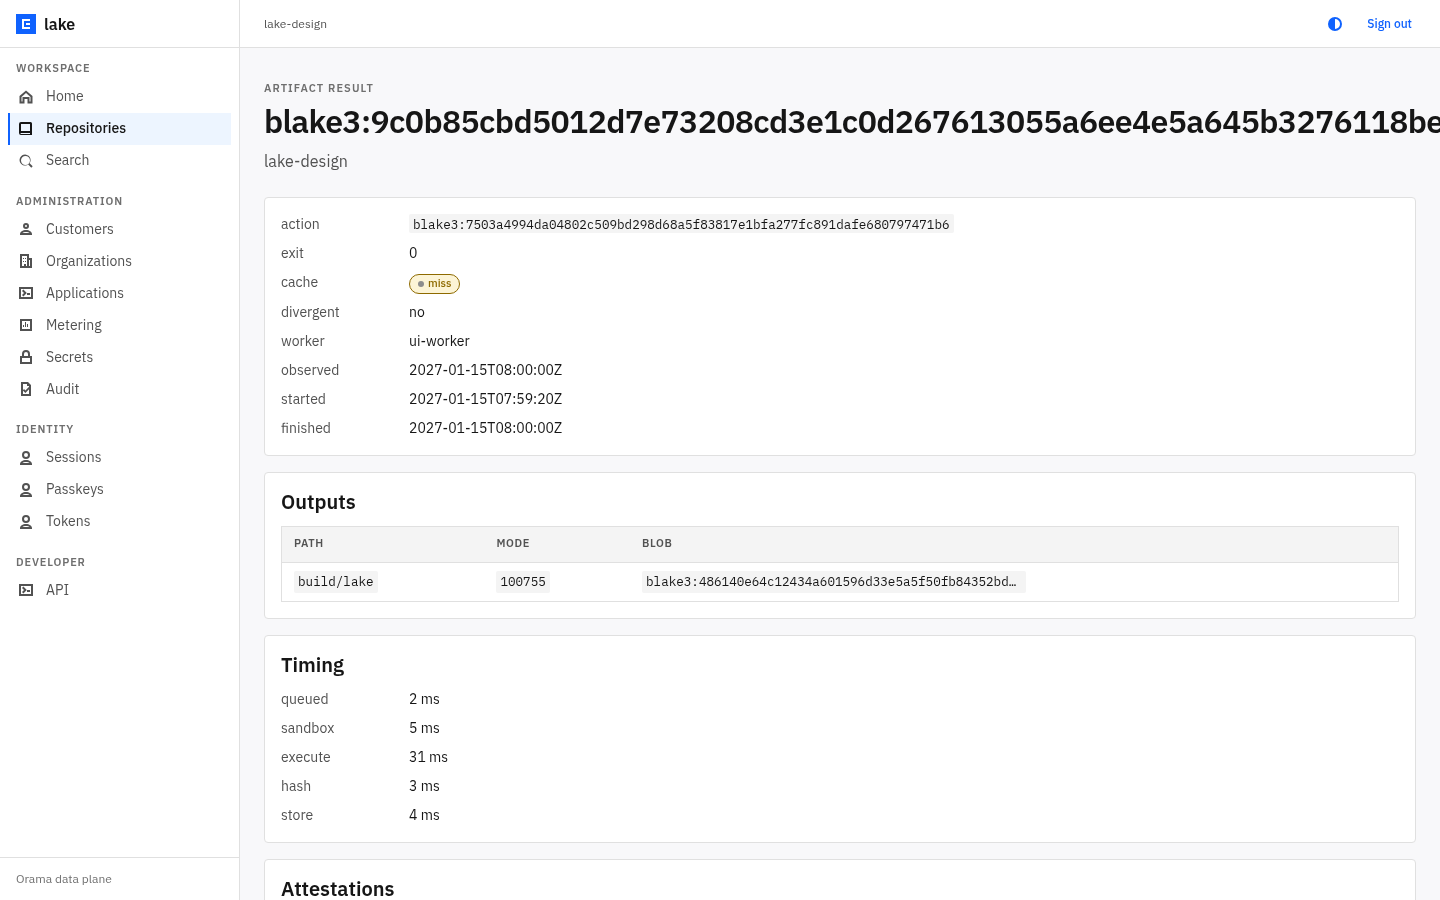 lake
lake-design
Sign out
WORKSPACE
Home
Repositories
Search
ADMINISTRATION
Customers
Organizations
Applications
Metering
Secrets
Audit
IDENTITY
Sessions
Passkeys
Tokens
DEVELOPER
API
Orama data plane
ARTIFACT RESULT
blake3:9c0b85cbd5012d7e73208cd3e1c0d267613055a6ee4e5a645b3276118be
lake-design
action blake3:7503a4994da04802c509bd298d68a5f83817e1bfa277fc891dafe680797471b6
exit 0
cache miss
divergent no
worker ui-worker
observed 2027-01-15T08:00:00Z
started 2027-01-15T07:59:20Z
finished 2027-01-15T08:00:00Z
Outputs
PATH MODE BLOB
build/lake 100755 blake3:486140e64c12434a601596d33e5a5f50fb84352bd…
Timing
queued 2 ms
sandbox 5 ms
execute 31 ms
hash 3 ms
store 4 ms
Attestations